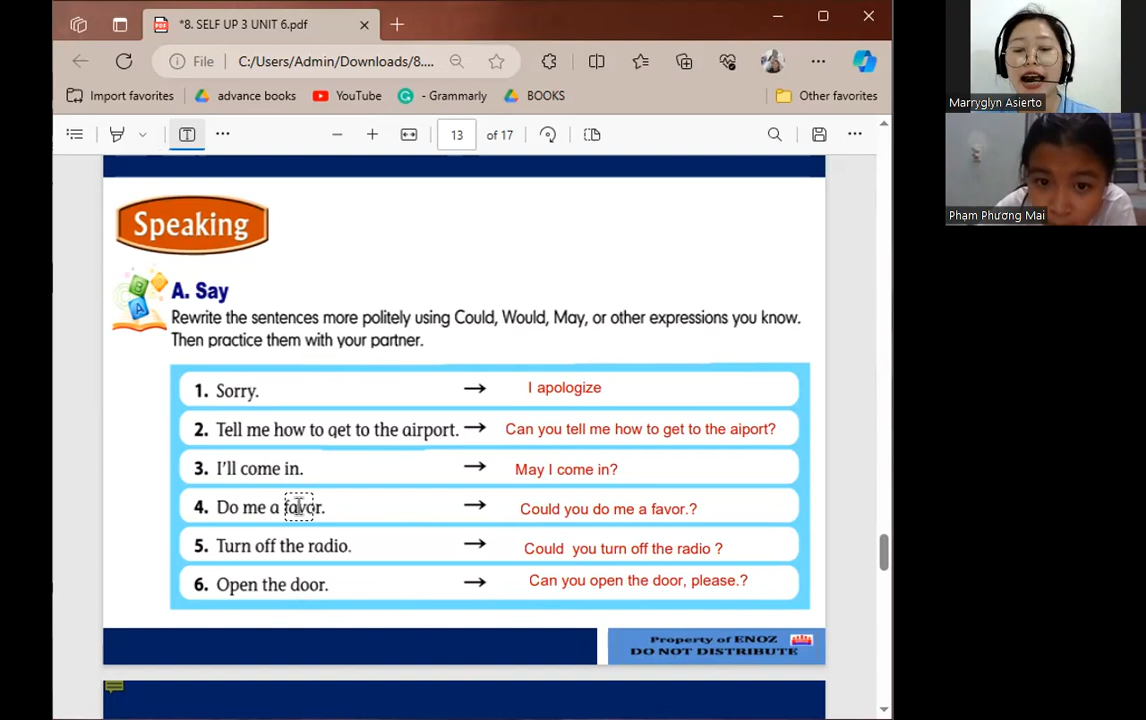 *8. SELF UP 3 UNIT 6.pdf
File C:/Users/Admin/Downloads/8....
Import favorites advance books YouTube - Grammarly BOOKS Other favorites
13 of 17
Speaking
A. Say
Rewrite the sentences more politely using Could, Would, May, or other expressions you know.
Then practice them with your partner.
1. Sorry. → I apologize
2. Tell me how to get to the airport. → Can you tell me how to get to the aiport?
3. I'll come in. → May I come in?
4. Do me a favor. → Could you do me a favor.?
5. Turn off the radio. → Could you turn off the radio ?
6. Open the door. → Can you open the door, please.?
Property of ENOZ
DO NOT DISTRIBUTE
Marryglyn Asierto
Phạm Phương Mai